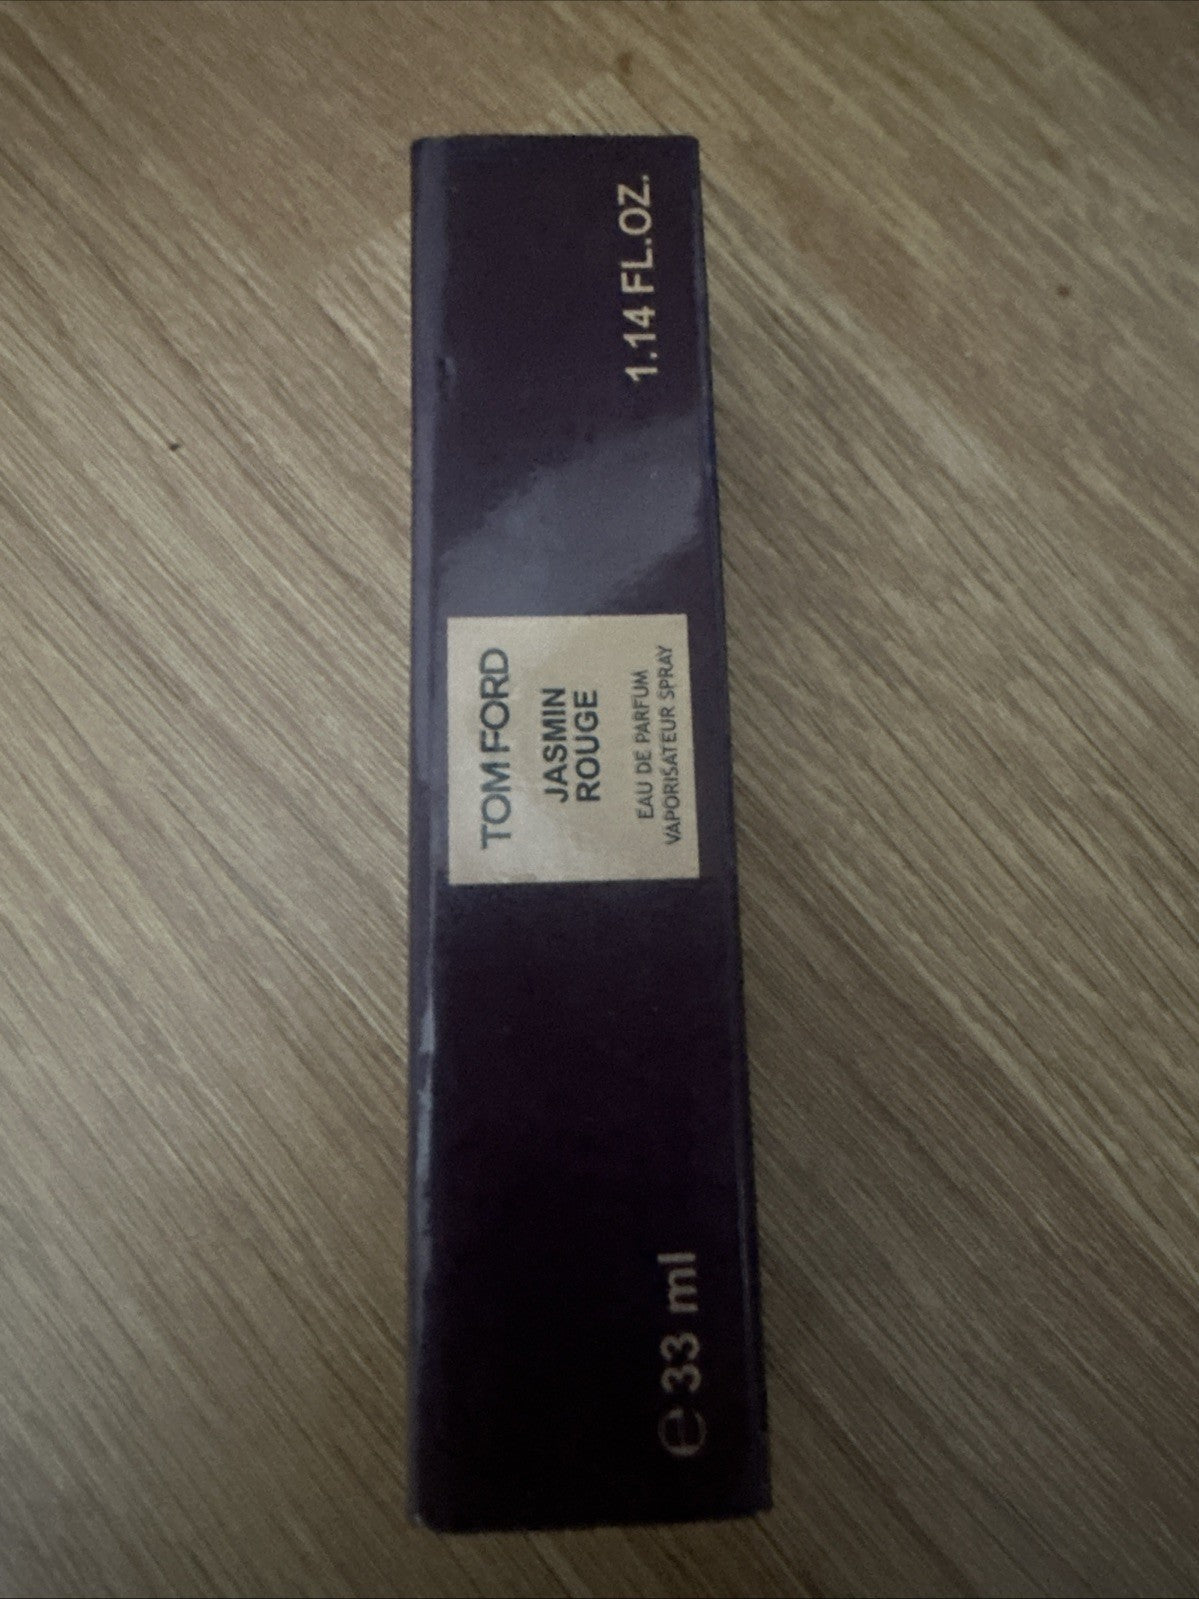 TOM FORD
JASMIN
ROUGE
EAU DE PARFUM
VAPORISATEUR SPRAY
e 33 ml
1.14 FL.OZ.